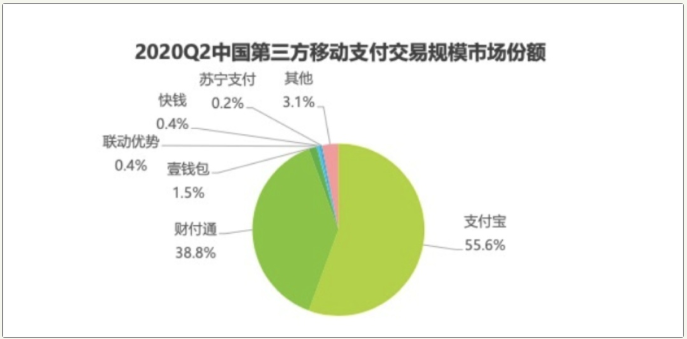 2020Q2中国第三方移动支付交易规模市场份额
苏宁支付
0.2%
其他
3.1%
快钱
0.4%
联动优势
0.4%
壹钱包
1.5%
财付通
38.8%
支付宝
55.6%